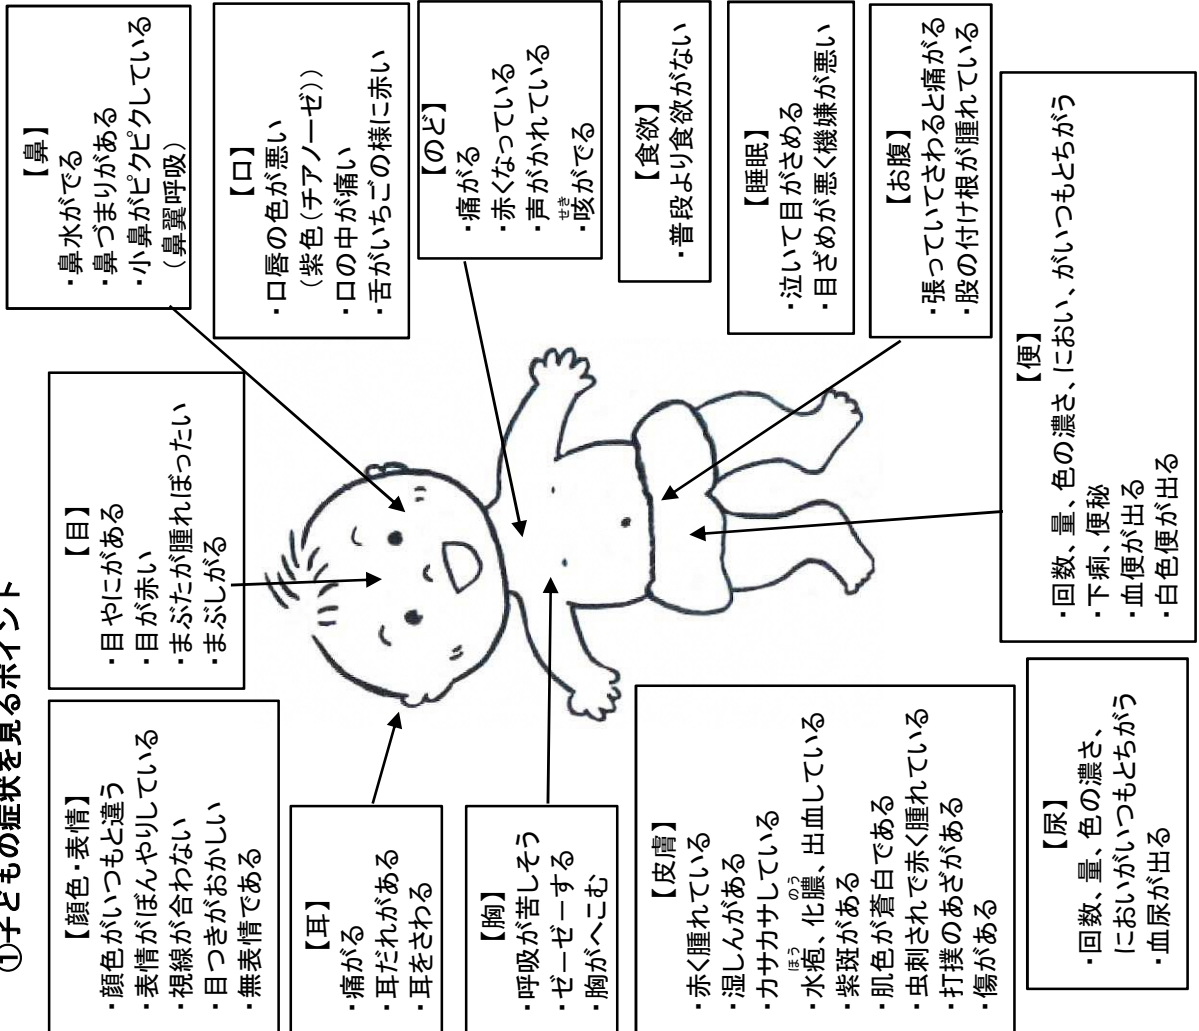 ①子どもの症状を見るポイント
【顔色・表情】
・顔色がいつもと違う
・表情がぼんやりしている
・視線が合わない
・目つきがおかしい
・無表情である
【目】
・目やにがある
・目が赤い
・まぶたが腫れぼったい
・まぶしがる
【鼻】
・鼻水がでる
・鼻づまりがある
・小鼻がピクピクしている
（鼻翼呼吸）
【耳】
・痛がる
・耳だれがある
・耳をさわる
【口】
・口唇の色が悪い
（紫色（チアノーゼ））
・口の中が痛い
・舌がいちごの様に赤い
【胸】
・呼吸が苦しそう
・ゼーゼーする
・胸がへこむ
【のど】
・痛がる
・赤くなっている
・声がかれている
せき
・咳がでる
【皮膚】
・赤く腫れている
・湿しんがある
・カサカサしている
ほう のう
・水疱、化膿、出血している
・紫斑がある
・肌色が蒼白である
・虫刺されで赤く腫れている
・打撲のあざがある
・傷がある
【食欲】
・普段より食欲がない
【睡眠】
・泣いて目がさめる
・目ざめが悪く機嫌が悪い
【お腹】
・張っていてさわると痛がる
・股の付け根が腫れている
【尿】
・回数、量、色の濃さ、
においがいつもとちがう
・血尿が出る
【便】
・回数、量、色の濃さ、におい、がいつもとちがう
・下痢、便秘
・血便が出る
・白色便が出る